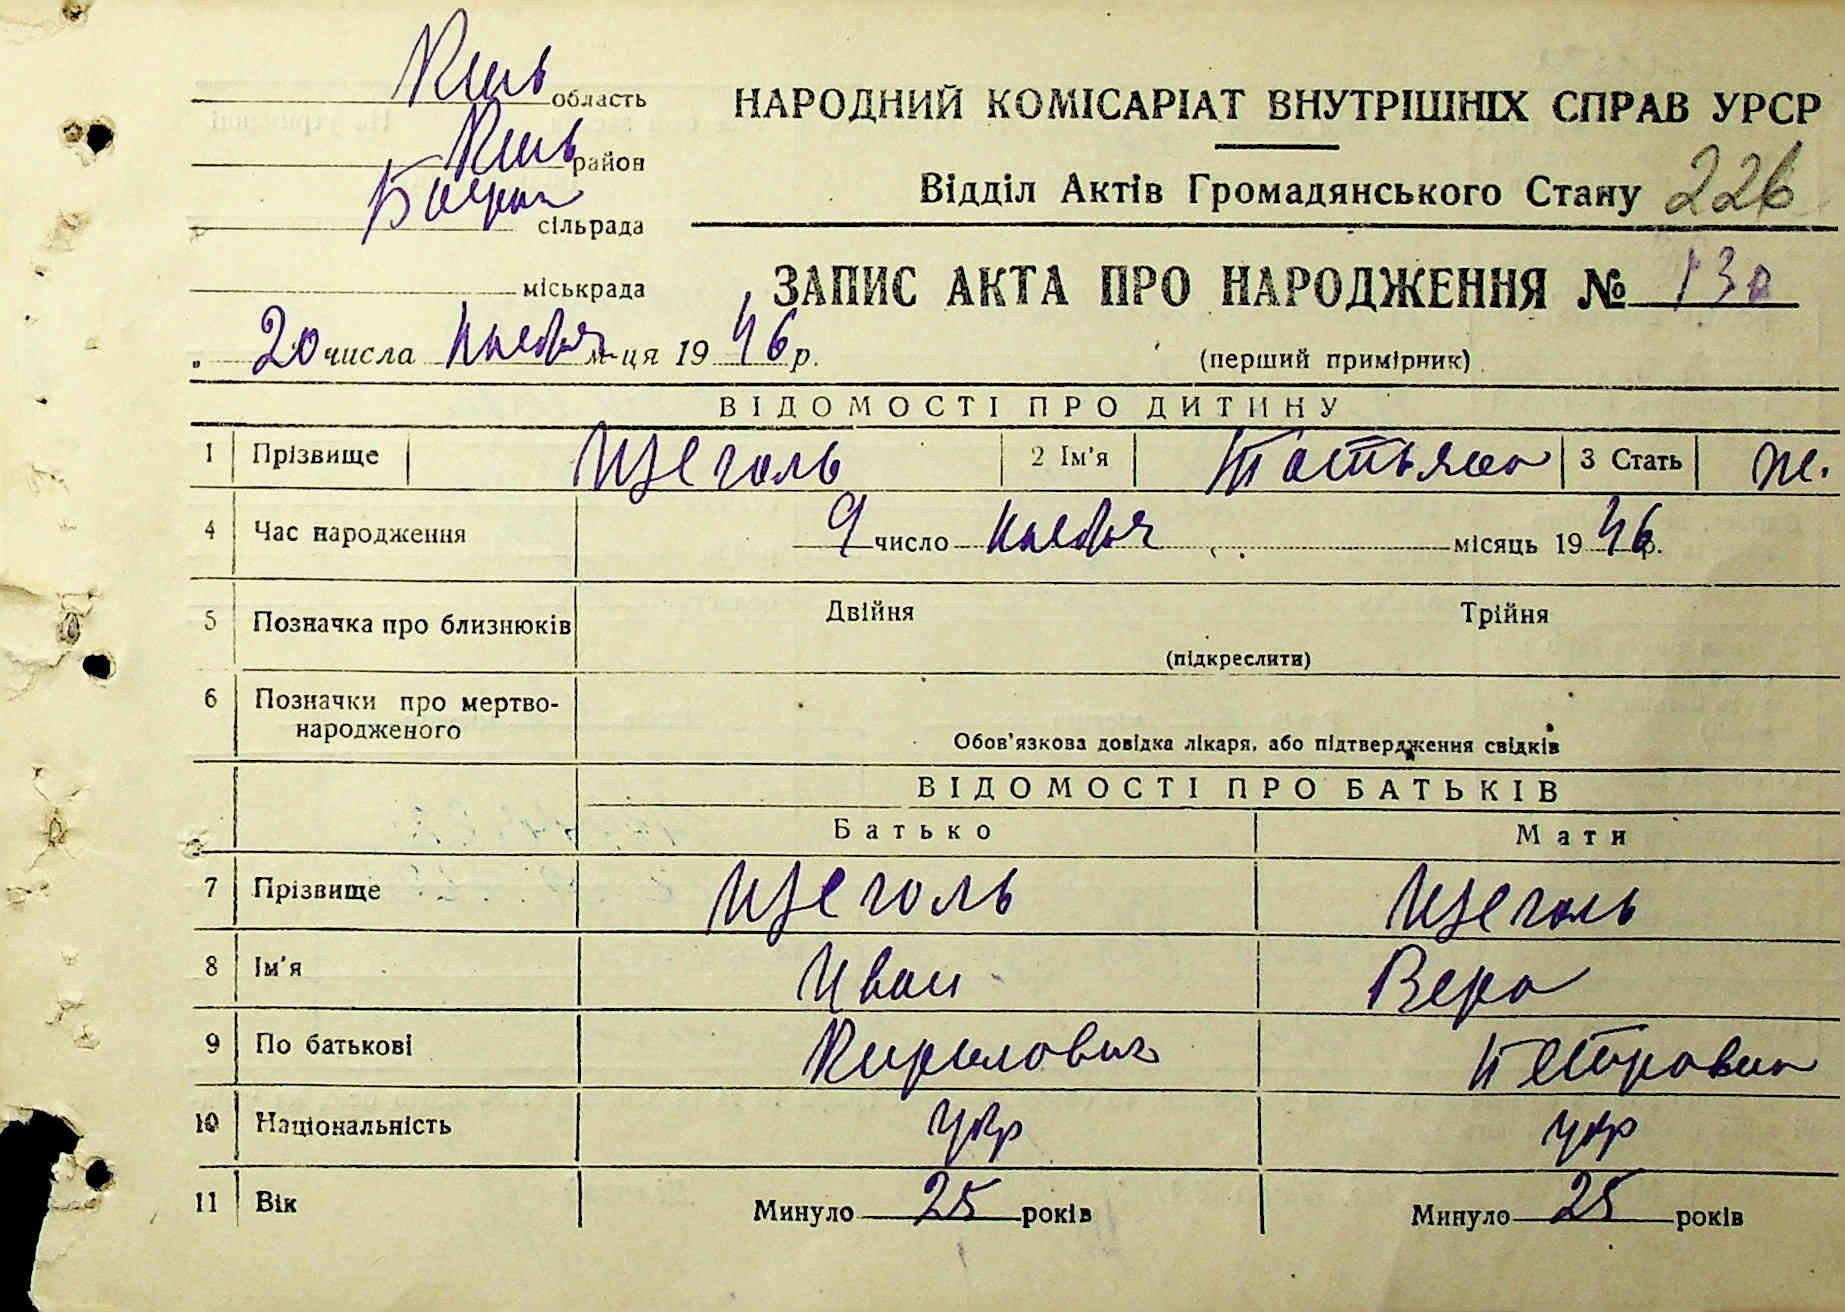 Київ область
Київ район
сільрада
міськрада
НАРОДНИЙ КОМІСАРІАТ ВНУТРІШНІХ СПРАВ УРСР
Відділ Актів Громадянського Стану 226
ЗАПИС АКТА ПРО НАРОДЖЕННЯ № 130
„ 20 числа ноября м-ця 1946 р.
(перший примірник)
ВІДОМОСТІ ПРО ДИТИНУ
1 Прізвище Щеголь 2 Ім'я Татьяна 3 Стать ж.
4 Час народження 9 число ноября місяць 1946 р.
5 Позначка про близнюків Двійня Трійня
(підкреслити)
6 Позначки про мертво-
народженого
Обов'язкова довідка лікаря, або підтвердження свідків
ВІДОМОСТІ ПРО БАТЬКІВ
Батько Мати
7 Прізвище Щеголь Щеголь
8 Ім'я Иван Вера
9 По батькові Кирилович Петровна
10 Національність укр укр
11 Вік Минуло 25 років Минуло 25 років